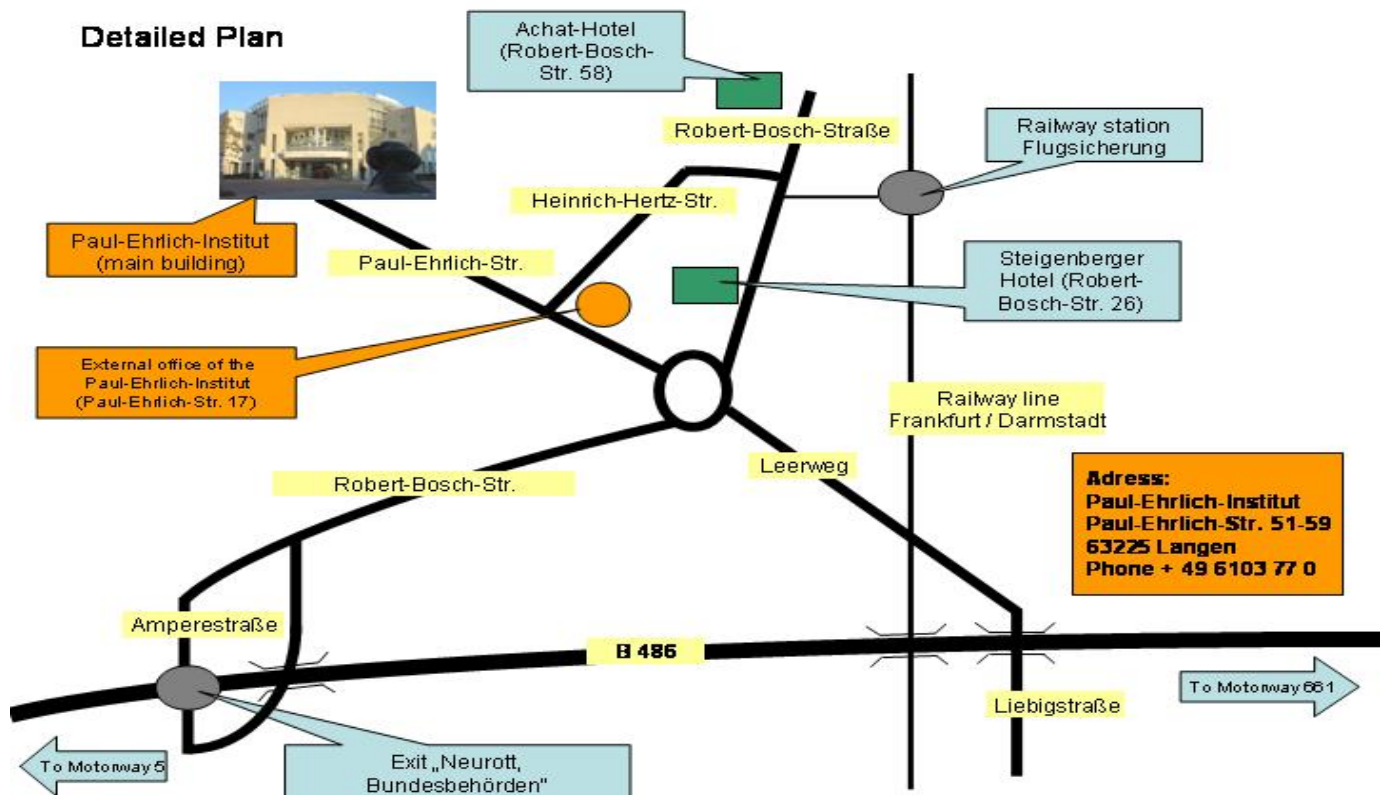 Detailed Plan
Achat-Hotel
(Robert-Bosch-
Str. 58)
Robert-Bosch-Straße
Railway station
Flugsicherung
Heinrich-Hertz-Str.
Paul-Ehrlich-Institut
(main building)
Paul-Ehrlich-Str.
Steigenberger
Hotel (Robert-
Bosch-Str. 26)
External office of the
Paul-Ehrlich-Institut
(Paul-Ehrlich-Str. 17)
Railway line
Frankfurt / Darmstadt
Leerweg
Robert-Bosch-Str.
Adress:
Paul-Ehrlich-Institut
Paul-Ehrlich-Str. 51-59
63225 Langen
Phone + 49 6103 77 0
Amperestraße
B 486
To Motorway 661
Liebigstraße
To Motorway 5
Exit „Neurott,
Bundesbehörden"